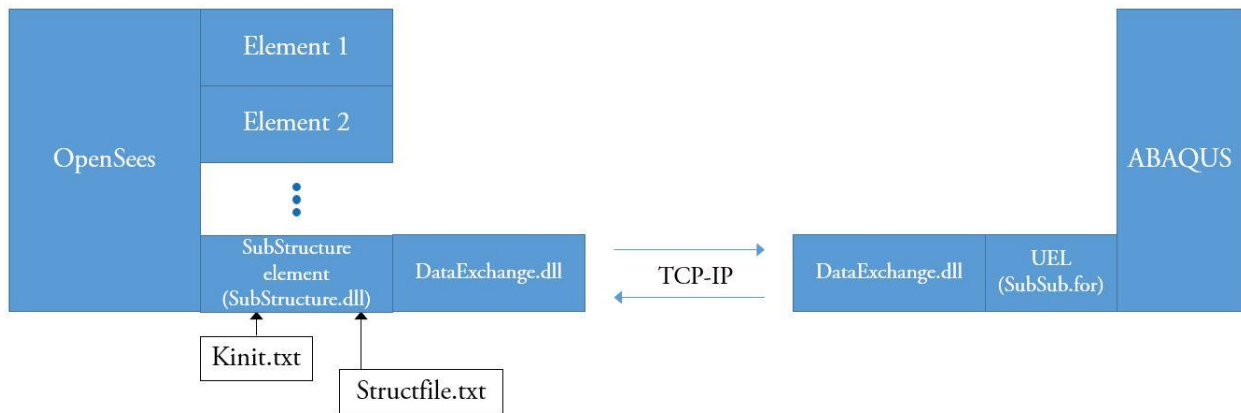 Element 1
Element 2
OpenSees
SubStructure
element
(SubStructure.dll)
DataExchange.dll
Kinit.txt
Structfile.txt
TCP-IP
DataExchange.dll
UEL
(SubSub.for)
ABAQUS